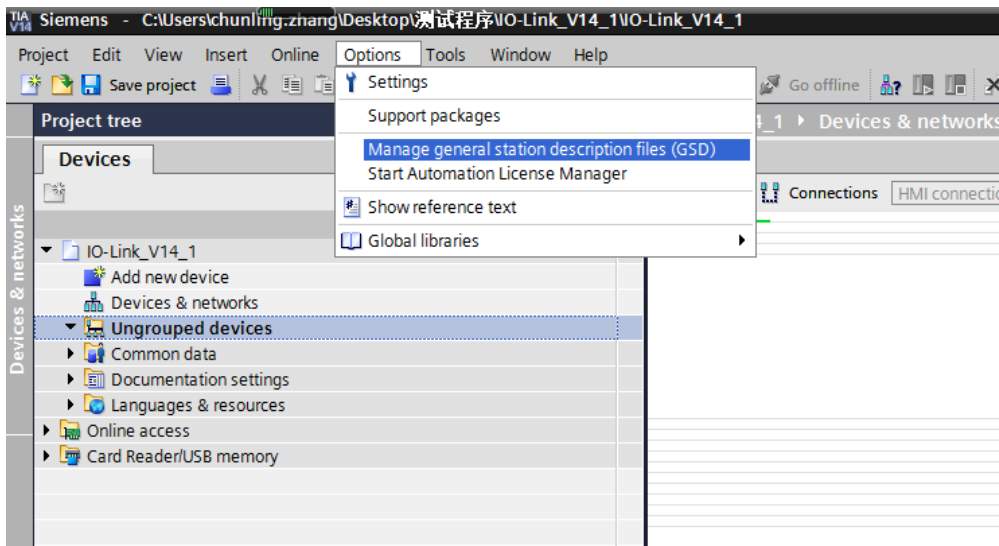 TIA V14 Siemens - C:\Users\chunling.zhang\Desktop\测试程序\IO-Link_V14_1\IO-Link_V14_1
Project Edit View Insert Online Options Tools Window Help
Save project
Go offline
Settings
Support packages
Manage general station description files (GSD)
Start Automation License Manager
Show reference text
Global libraries
Project tree
Devices
4_1 Devices & networks
Connections HMI connectio
Devices & networks
IO-Link_V14_1
Add new device
Devices & networks
Ungrouped devices
Common data
Documentation settings
Languages & resources
Online access
Card Reader/USB memory